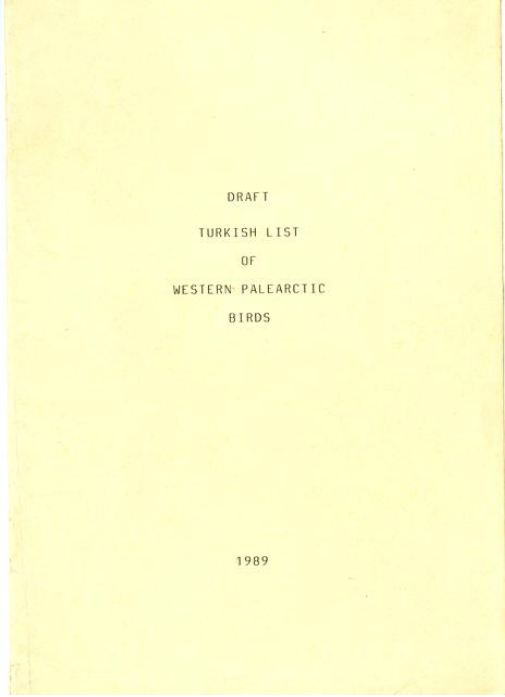 DRAFT
TURKISH LIST
OF
WESTERN PALEARCTIC
BIRDS
1989